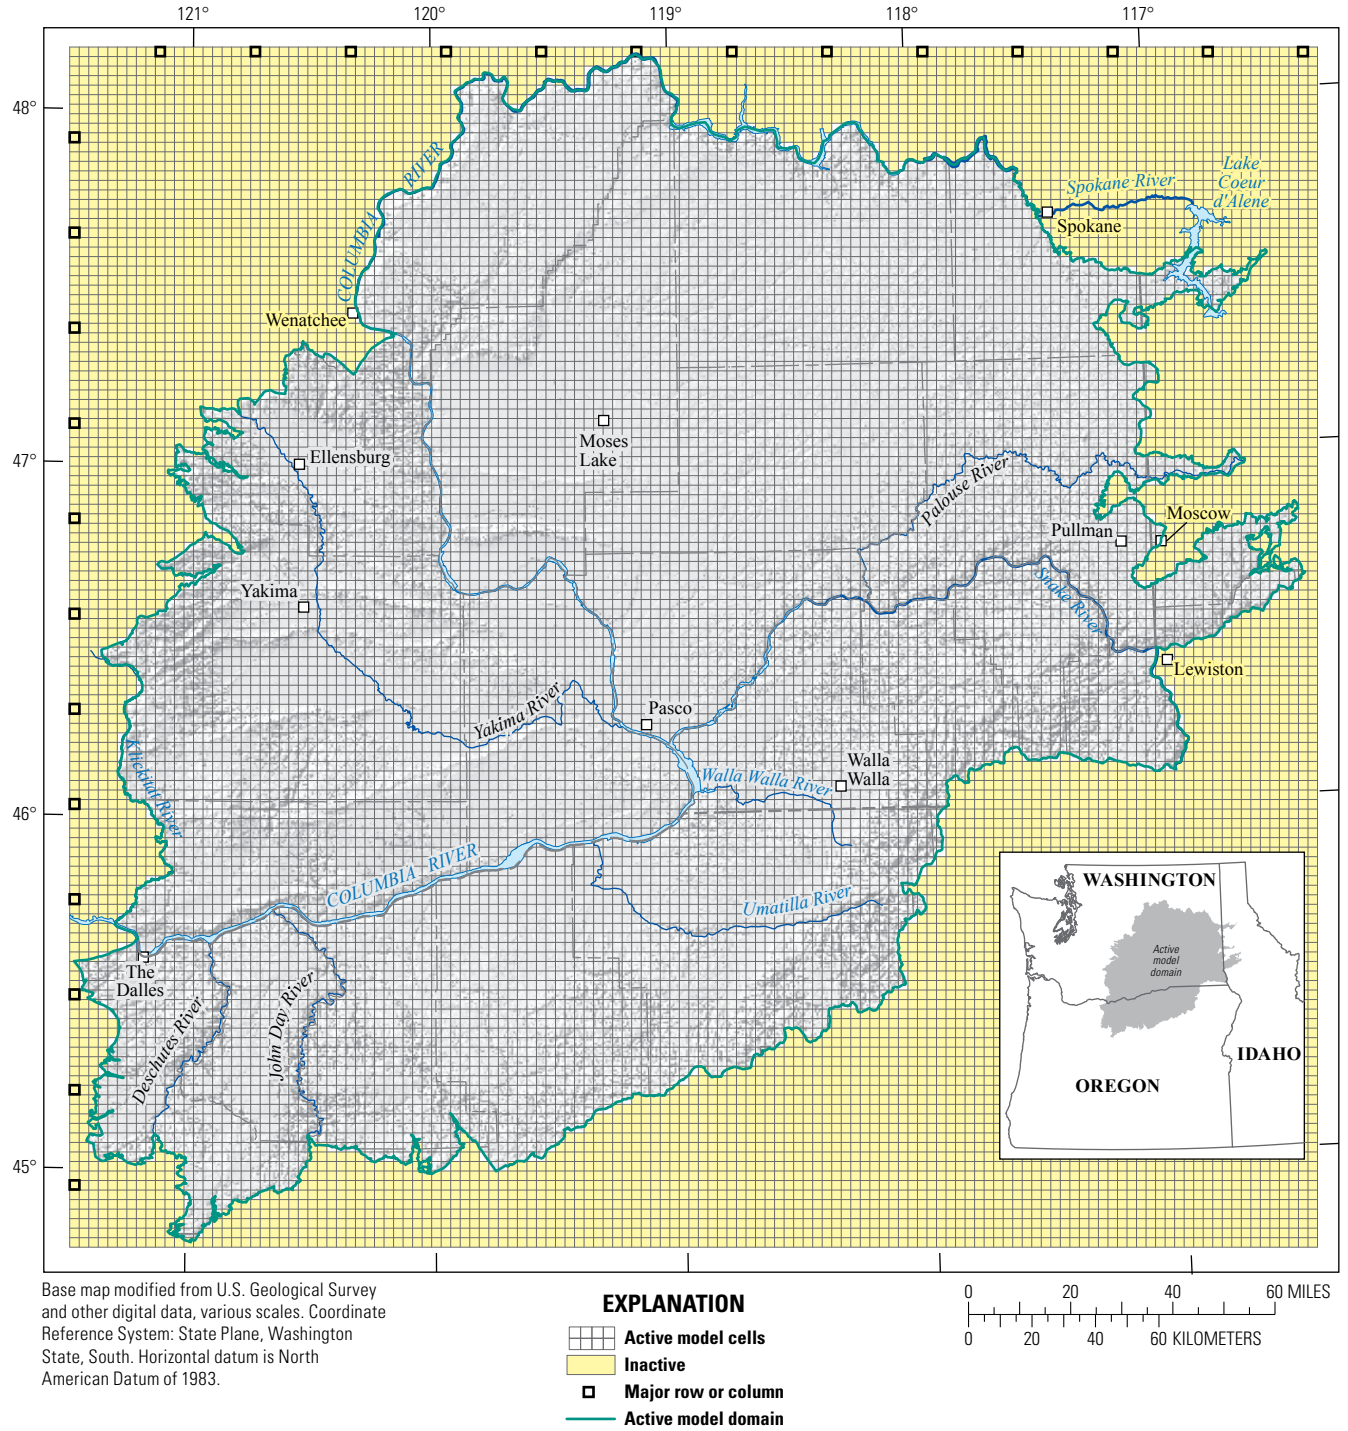 121°
120°
119°
118°
117°
48°
47°
46°
45°
COLUMBIA
RIVER
Lake
Coeur
d'Alene
Spokane River
Spokane
Wenatchee
Moses
Lake
Ellensburg
Palouse River
Pullman
Moscow
Yakima
Snake River
Lewiston
Yakima River
Pasco
Klickitat River
Walla Walla River
Walla
Walla
COLUMBIA RIVER
Umatilla River
The
Dalles
Deschutes River
John Day River
WASHINGTON
Active
model
domain
IDAHO
OREGON
Base map modified from U.S. Geological Survey
and other digital data, various scales. Coordinate
Reference System: State Plane, Washington
State, South. Horizontal datum is North
American Datum of 1983.
EXPLANATION
Active model cells
Inactive
Major row or column
Active model domain
0 20 40 60 MILES
0 20 40 60 KILOMETERS